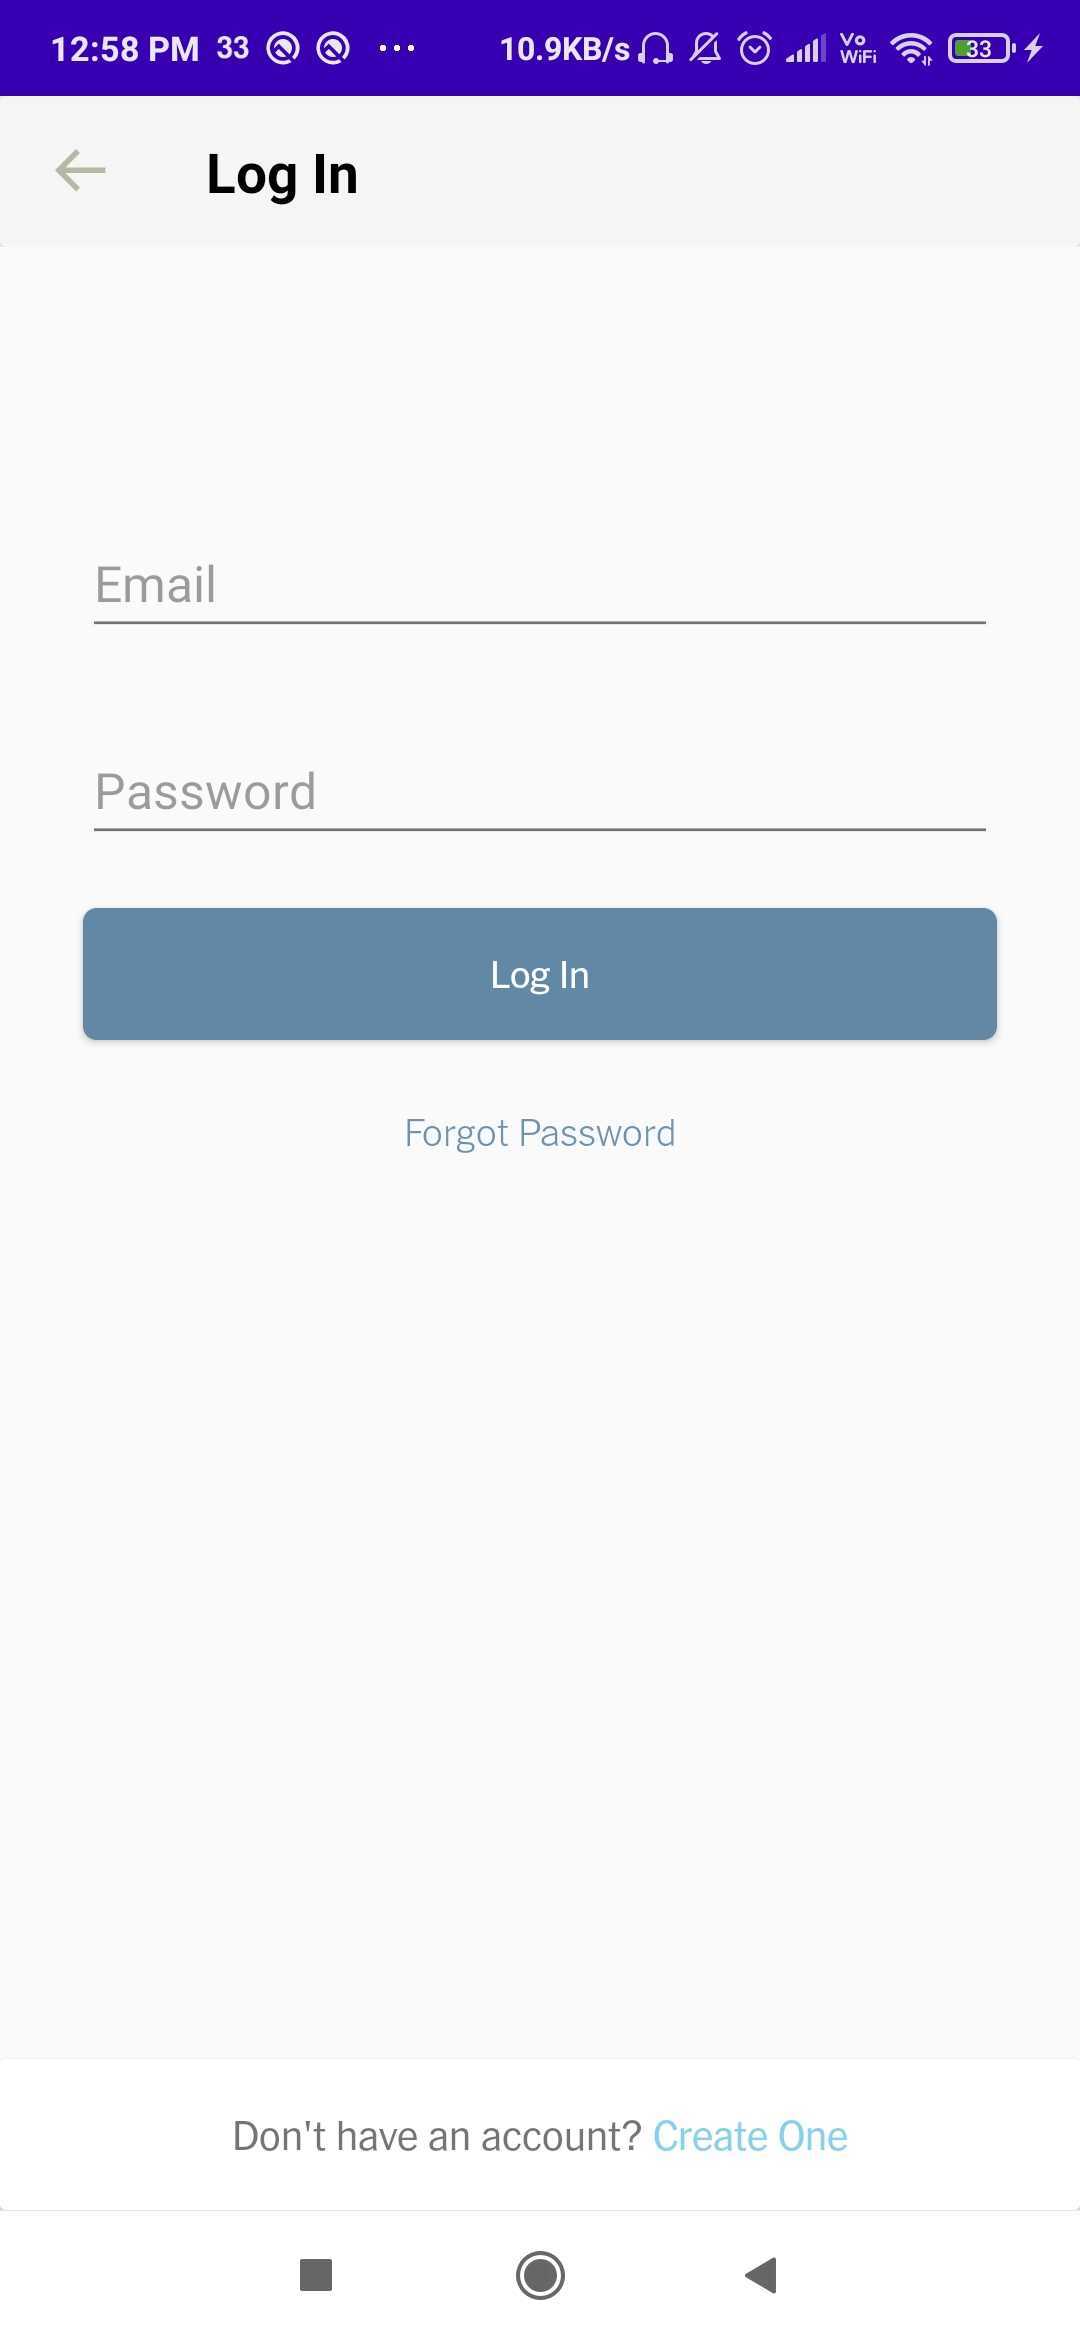 12:58 PM 33 10.9KB/s Vo WiFi 33
Log In
Email
Password
Log In
Forgot Password
Don't have an account? Create One